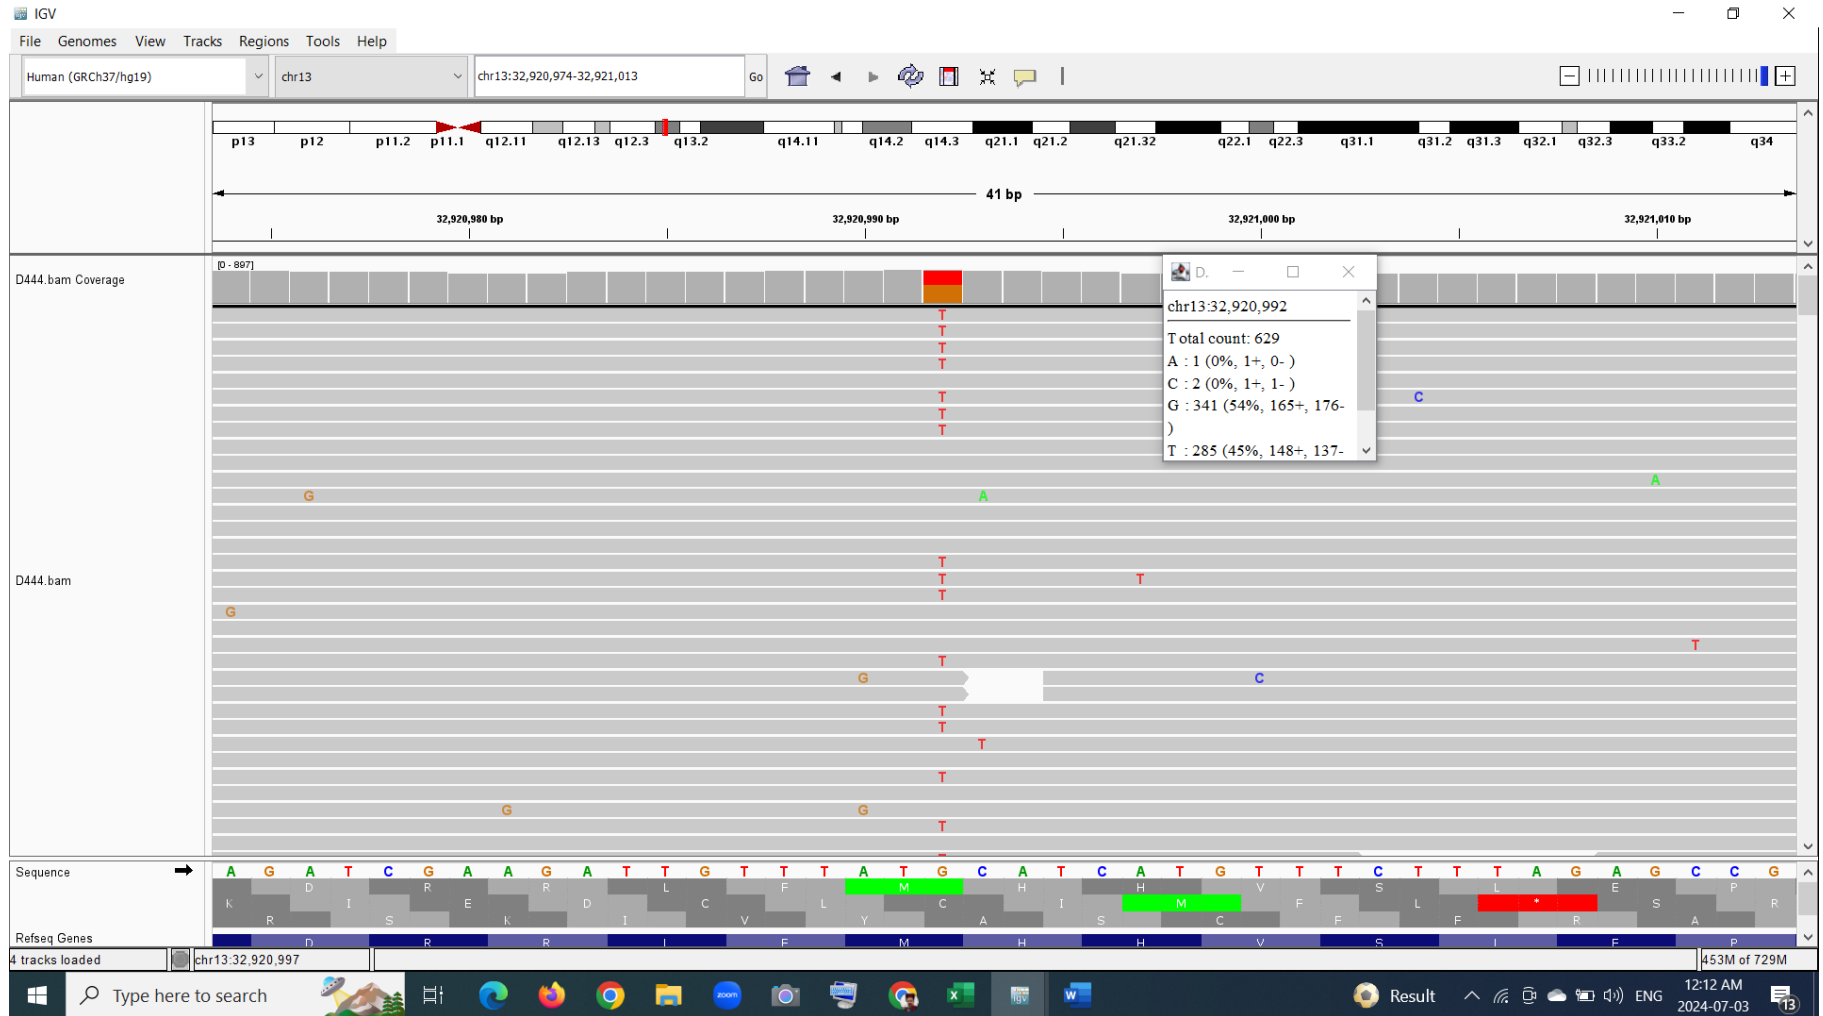 IGV
File Genomes View Tracks Regions Tools Help
Human (GRCh37/hg19) chr13 chr13:32,920,974-32,921,013 Go
p13 p12 p11.2 p11.1 q12.11 q12.13 q12.3 q13.2 q14.11 q14.2 q14.3 q21.1 q21.2 q21.32 q22.1 q22.3 q31.1 q31.2 q31.3 q32.1 q32.3 q33.2 q34
41 bp
32,920,980 bp 32,920,990 bp 32,921,000 bp 32,921,010 bp
[0 - 897]
D444.bam Coverage
D.
chr13:32,920,992
Total count: 629
A : 1 (0%, 1+, 0- )
C : 2 (0%, 1+, 1- )
G : 341 (54%, 165+, 176-
)
T : 285 (45%, 148+, 137-
T
T
T
T
T C
T
T
A
G A
T
D444.bam
T T
T
G
T
T
G C
T
T
T
T
G G
T
Sequence A G A T C G A A G A T T G T T T A T G C A T C A T G T T T C T T T A G A G C C G
D R R L F M H H V S L E P
K I E D C L C I M F L * S R
R S K I V Y A S C F F R A
Refseq Genes
D R R L F M H H V S L E P
4 tracks loaded chr13:32,920,997 453M of 729M
Type here to search zoom Result ENG 12:12 AM
2024-07-03
13